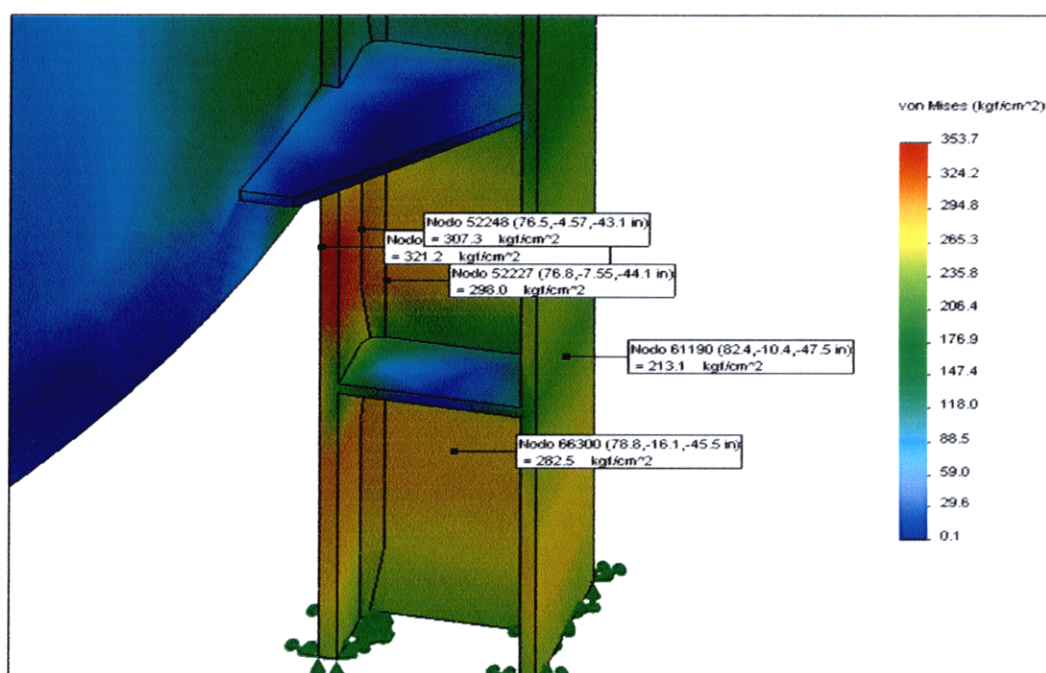 von Mises (kgf/cm^2)
353.7
324.2
294.8
265.3
235.8
206.4
176.9
147.4
118.0
88.5
59.0
29.6
0.1
Nodo 52248 (76.5,-4.57,-43.1 in)
= 307.3 kgf/cm^2
Nodo
= 321.2 kgf/cm^2
Nodo 52227 (76.8,-7.55,-44.1 in)
= 298.0 kgf/cm^2
Nodo 61190 (82.4,-10.4,-47.5 in)
= 213.1 kgf/cm^2
Nodo 66300 (78.8,-16.1,-45.5 in)
= 282.5 kgf/cm^2